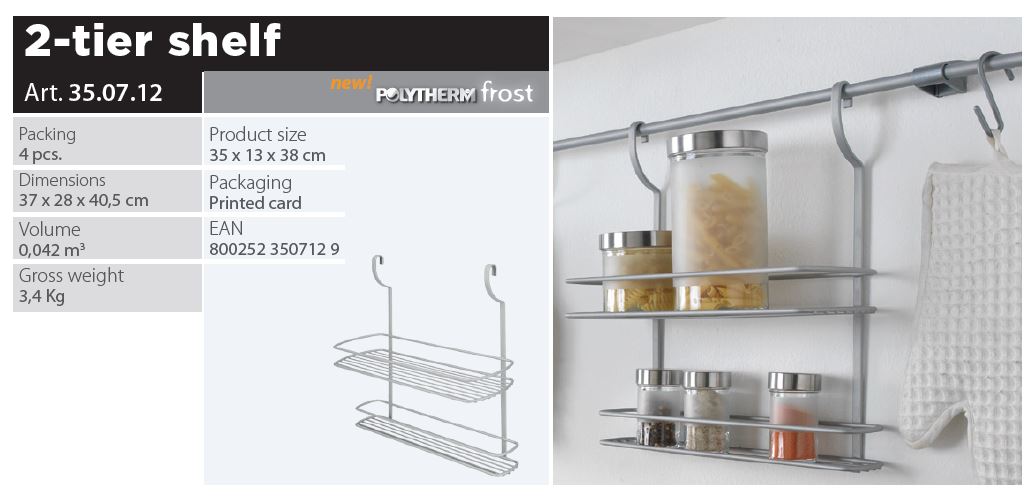 2-tier shelf
Art. 35.07.12
new! POLYTHERM frost
Packing
4 pcs.
Dimensions
37 x 28 x 40,5 cm
Volume
0,042 m³
Gross weight
3,4 Kg
Product size
35 x 13 x 38 cm
Packaging
Printed card
EAN
800252 350712 9